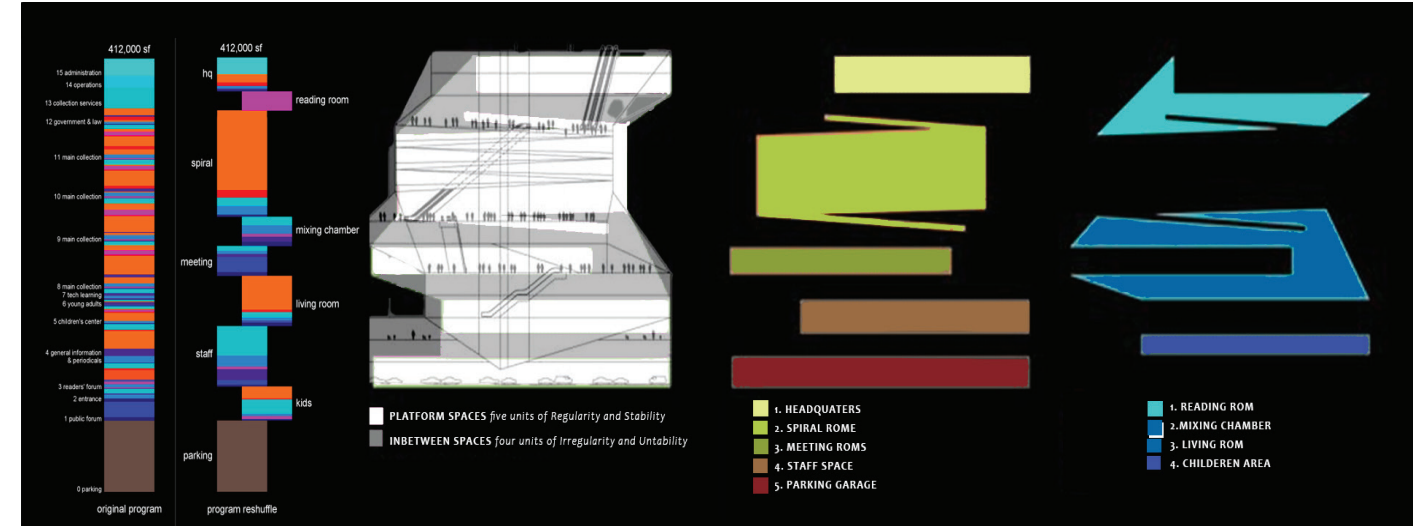 412,000 sf
15 administration
14 operations
13 collection services
12 government & law
11 main collection
10 main collection
9 main collection
8 main collection
7 tech learning
6 young adults
5 children's center
4 general information
& periodicals
3 readers' forum
2 entrance
1 public forum
0 parking
original program
412,000 sf
hq
reading room
spiral
mixing chamber
meeting
living room
staff
kids
parking
program reshuffle
PLATFORM SPACES five units of Regularity and Stability
INBETWEEN SPACES four units of Irregularity and Untability
1. HEADQUATERS
2. SPIRAL ROME
3. MEETING ROMS
4. STAFF SPACE
5. PARKING GARAGE
1. READING ROM
2.MIXING CHAMBER
3. LIVING ROM
4. CHILDEREN AREA